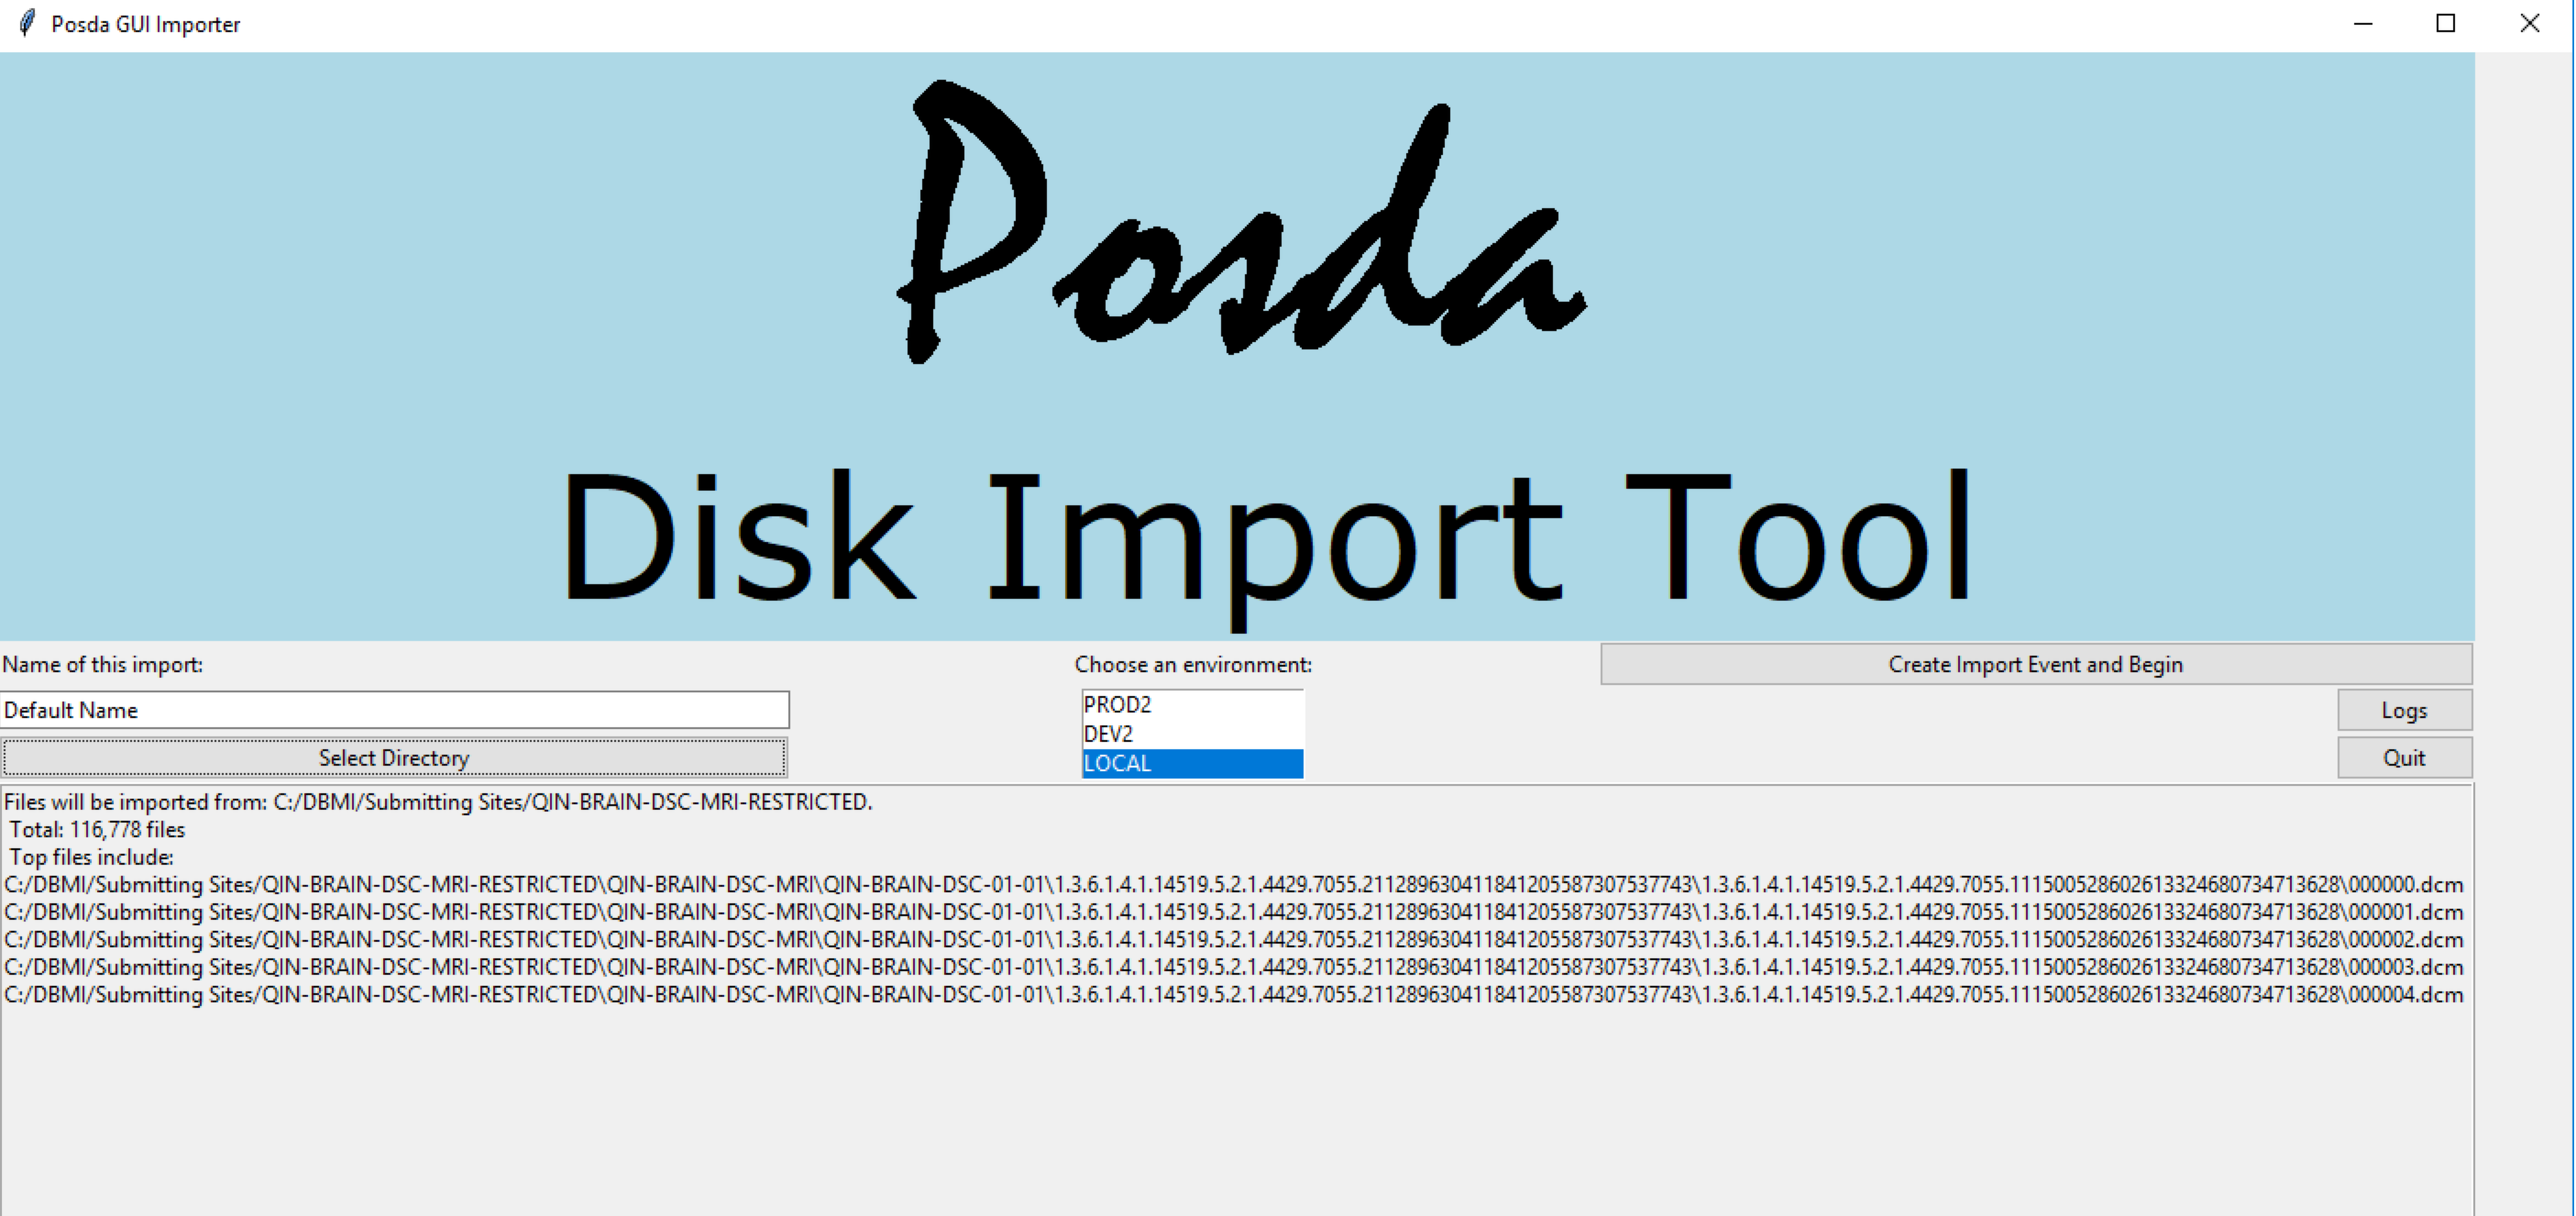 Posda GUI Importer
Posda
Disk Import Tool
Name of this import:
Default Name
Select Directory
Choose an environment:
PROD2
DEV2
LOCAL
Create Import Event and Begin
Logs
Quit
Files will be imported from: C:/DBMI/Submitting Sites/QIN-BRAIN-DSC-MRI-RESTRICTED.
Total: 116,778 files
Top files include:
C:/DBMI/Submitting Sites/QIN-BRAIN-DSC-MRI-RESTRICTED\QIN-BRAIN-DSC-MRI\QIN-BRAIN-DSC-01-01\1.3.6.1.4.1.14519.5.2.1.4429.7055.211289630411841205587307537743\1.3.6.1.4.1.14519.5.2.1.4429.7055.111500528602613324680734713628\000000.dcm
C:/DBMI/Submitting Sites/QIN-BRAIN-DSC-MRI-RESTRICTED\QIN-BRAIN-DSC-MRI\QIN-BRAIN-DSC-01-01\1.3.6.1.4.1.14519.5.2.1.4429.7055.211289630411841205587307537743\1.3.6.1.4.1.14519.5.2.1.4429.7055.111500528602613324680734713628\000001.dcm
C:/DBMI/Submitting Sites/QIN-BRAIN-DSC-MRI-RESTRICTED\QIN-BRAIN-DSC-MRI\QIN-BRAIN-DSC-01-01\1.3.6.1.4.1.14519.5.2.1.4429.7055.211289630411841205587307537743\1.3.6.1.4.1.14519.5.2.1.4429.7055.111500528602613324680734713628\000002.dcm
C:/DBMI/Submitting Sites/QIN-BRAIN-DSC-MRI-RESTRICTED\QIN-BRAIN-DSC-MRI\QIN-BRAIN-DSC-01-01\1.3.6.1.4.1.14519.5.2.1.4429.7055.211289630411841205587307537743\1.3.6.1.4.1.14519.5.2.1.4429.7055.111500528602613324680734713628\000003.dcm
C:/DBMI/Submitting Sites/QIN-BRAIN-DSC-MRI-RESTRICTED\QIN-BRAIN-DSC-MRI\QIN-BRAIN-DSC-01-01\1.3.6.1.4.1.14519.5.2.1.4429.7055.211289630411841205587307537743\1.3.6.1.4.1.14519.5.2.1.4429.7055.111500528602613324680734713628\000004.dcm